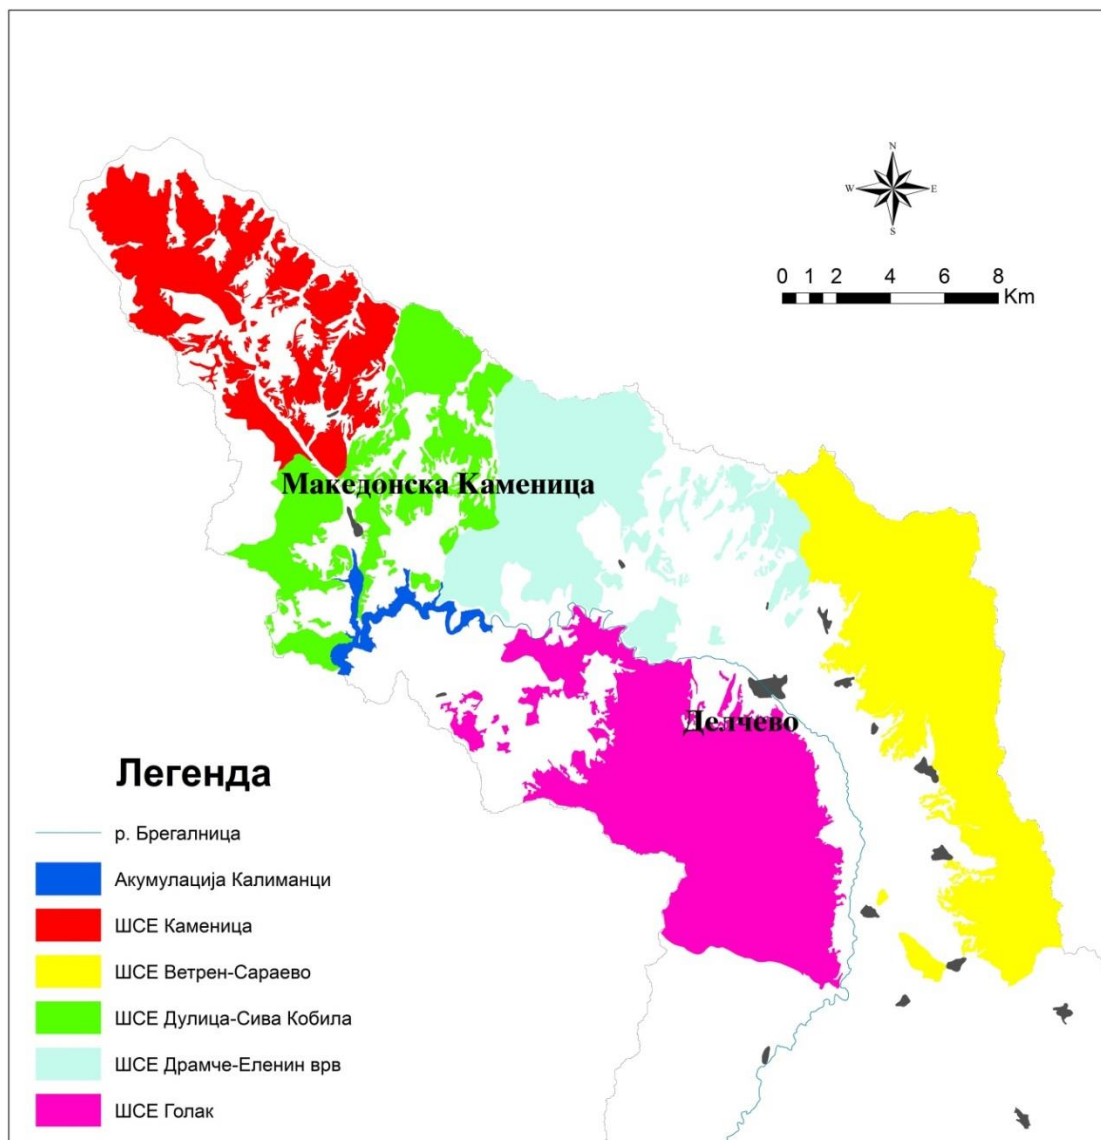 N
W E
S
0 1 2 4 6 8
Km
Македонска Каменица
Делчево
Легенда
р. Брегалница
Акумулација Калиманци
ШСЕ Каменица
ШСЕ Ветрен-Сараево
ШСЕ Дулица-Сива Кобила
ШСЕ Драмче-Еленин врв
ШСЕ Голак